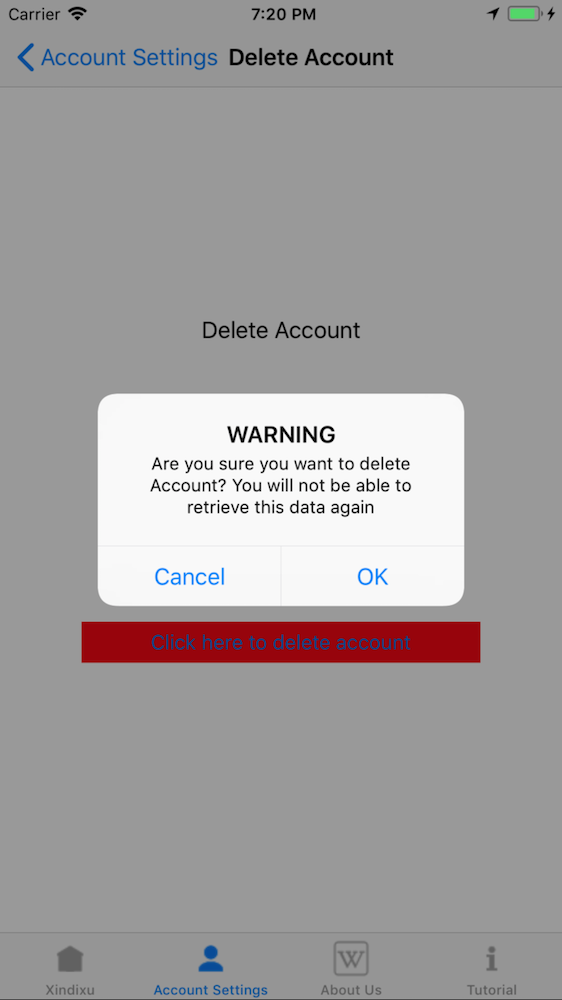 Carrier 7:20 PM
Account Settings Delete Account
Delete Account
WARNING
Are you sure you want to delete
Account? You will not be able to
retrieve this data again
Cancel OK
Click here to delete account
W
Xindixu Account Settings About Us Tutorial